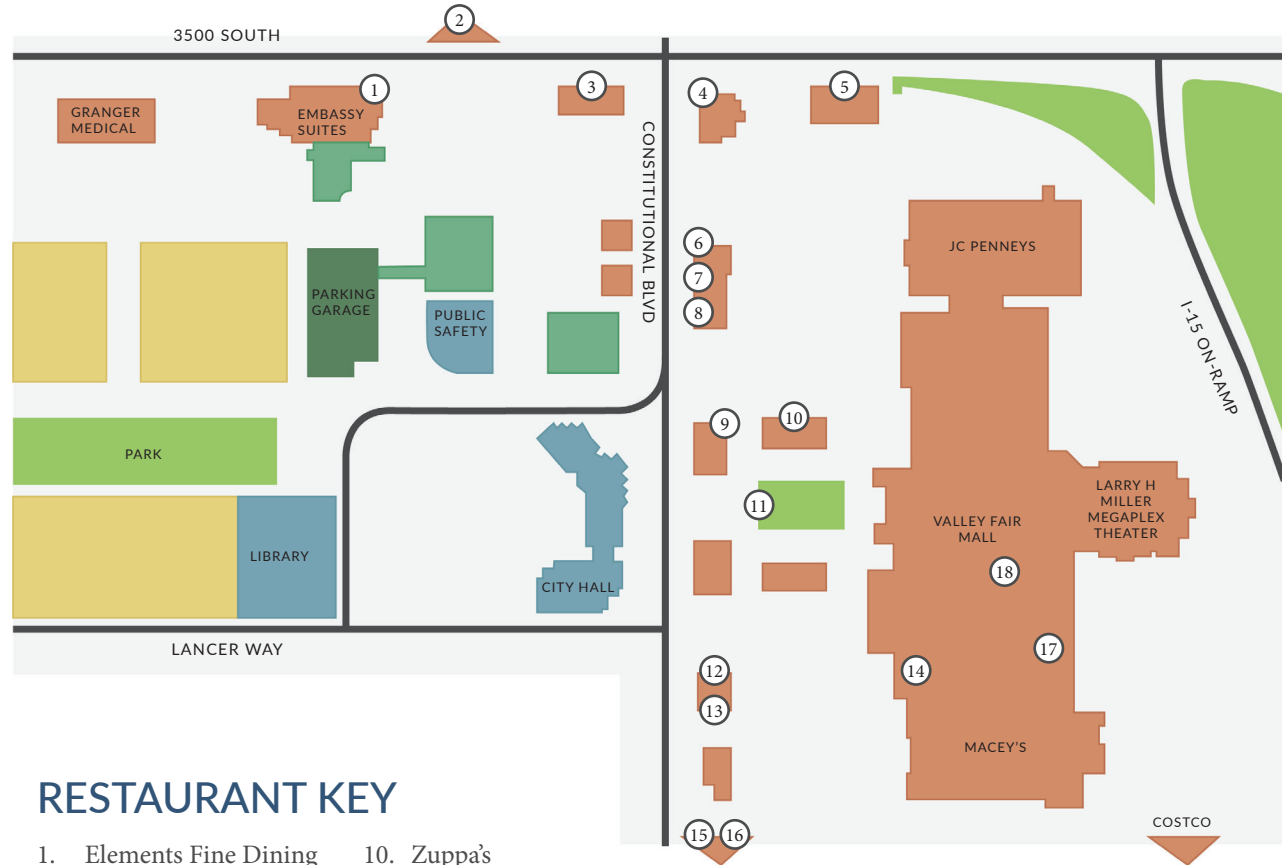 3500 SOUTH
2
1
3
4
5
GRANGER
MEDICAL
EMBASSY
SUITES
CONSTITUTIONAL BLVD
6
7
8
JC PENNEYS
PARKING
GARAGE
PUBLIC
SAFETY
I-15 ON-RAMP
9
10
PARK
11
LARRY H
MILLER
MEGAPLEX
THEATER
VALLEY FAIR
MALL
18
LIBRARY
CITY HALL
LANCER WAY
17
12
14
13
MACEY'S
RESTAURANT KEY
15
16
COSTCO
1. Elements Fine Dining
10. Zuppa's